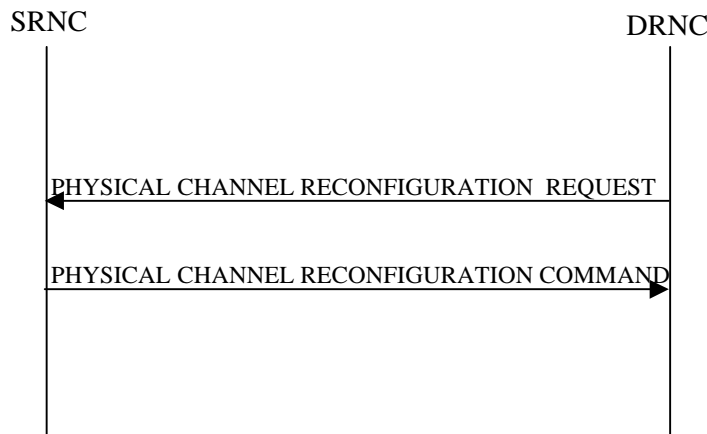 SRNC
DRNC
PHYSICAL CHANNEL RECONFIGURATION REQUEST
PHYSICAL CHANNEL RECONFIGURATION COMMAND